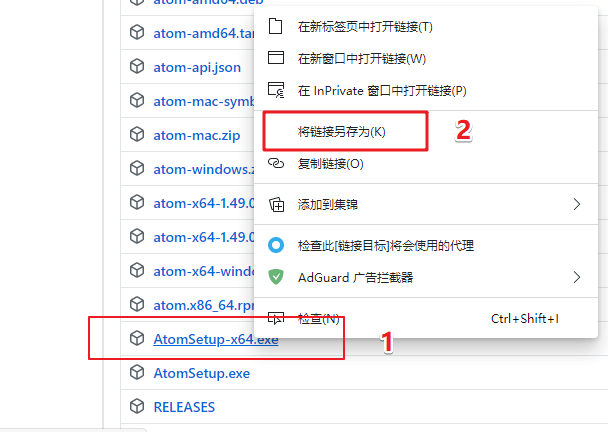 atom-amd64.deb
atom-amd64.tar
atom-api.json
atom-mac-symb
atom-mac.zip
atom-windows.z
atom-x64-1.49.0
atom-x64-1.49.0
atom-x64-windo
atom.x86_64.rpm
AtomSetup-x64.exe
1
AtomSetup.exe
RELEASES
在新标签页中打开链接(T)
在新窗口中打开链接(W)
在 InPrivate 窗口中打开链接(P)
将链接另存为(K)
2
复制链接(O)
添加到集锦
检查此[链接目标]将会使用的代理
AdGuard 广告拦截器
检查(N) Ctrl+Shift+I